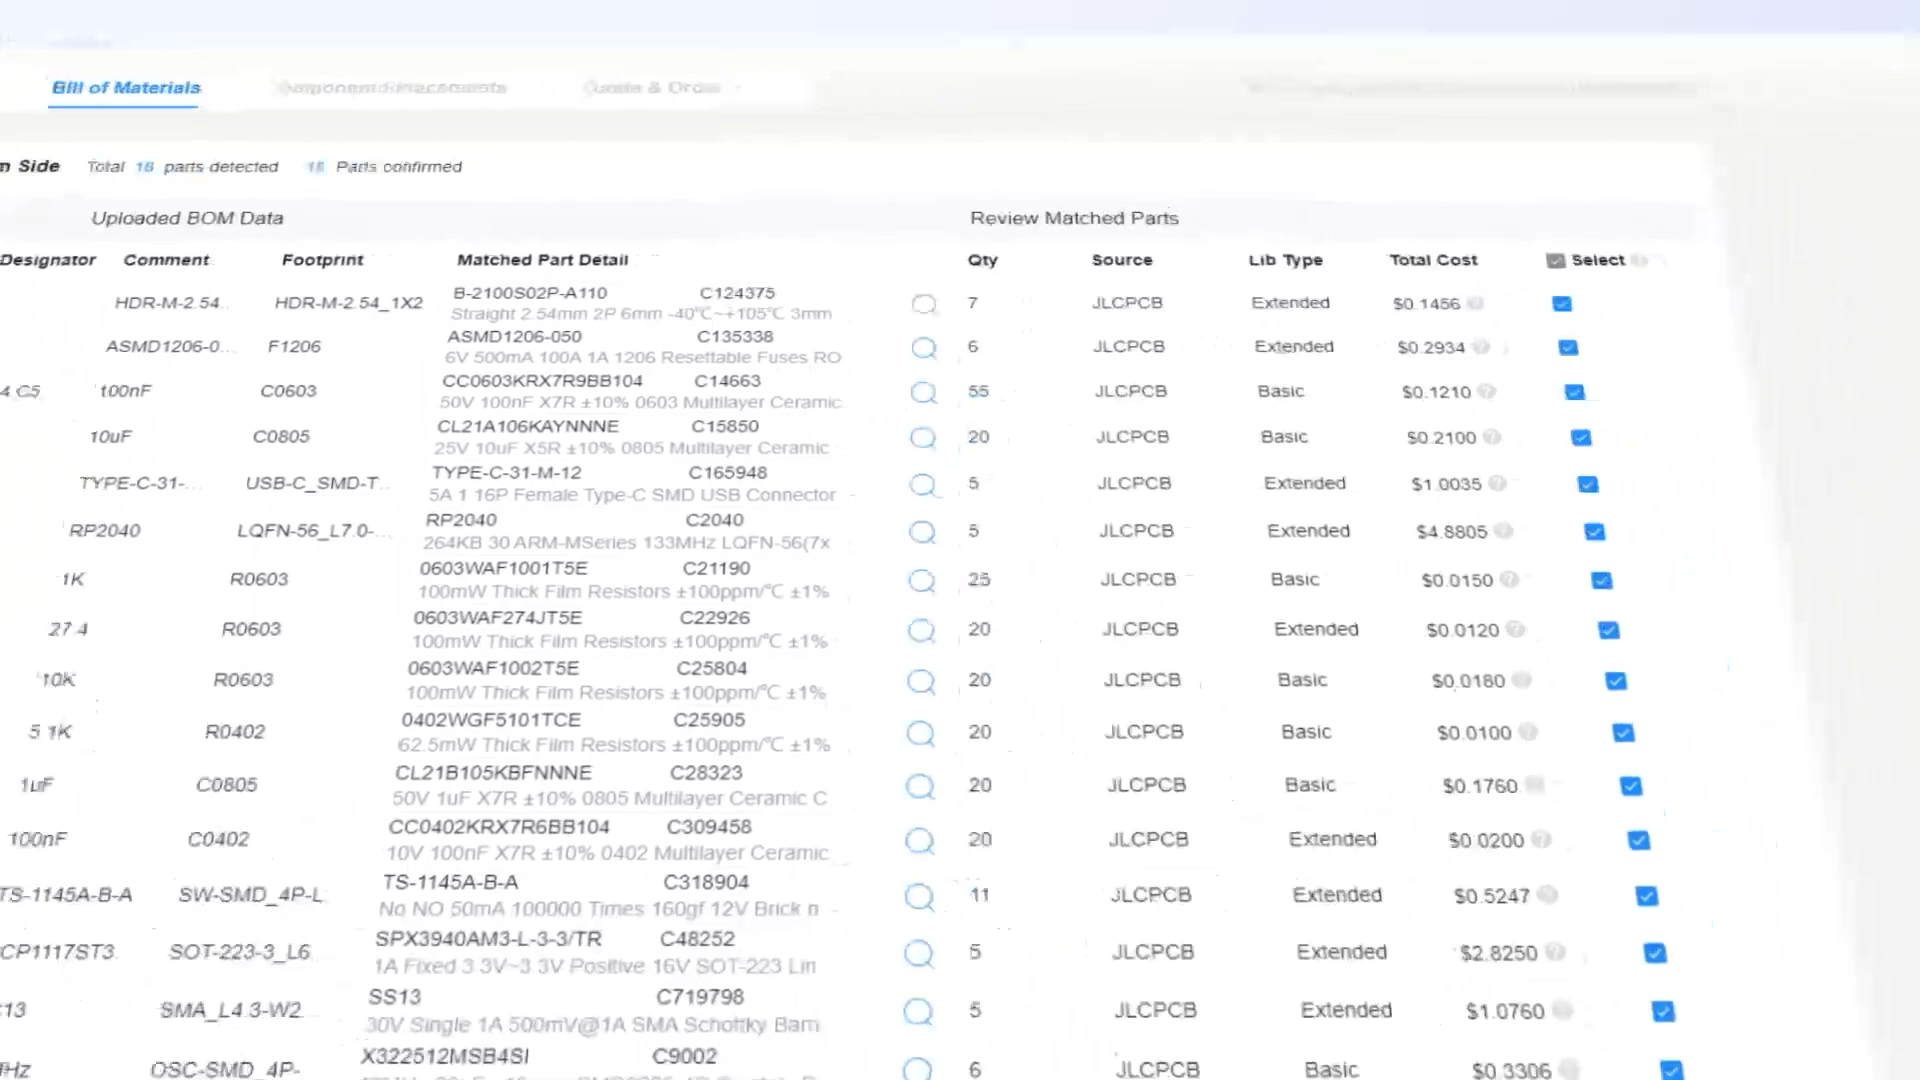 Bill of Materials
Quote & Order
Side Total parts detected Parts confirmed
Uploaded BOM Data Review Matched Parts
Designator Comment Footprint Matched Part Detail Qty Source Lib Type Total Cost Select
HDR-M-2.54.. HDR-M-2.54_1X2 B-2100S02P-A110 C124375 7 JLCPCB Extended $0.1456
Straight 2.54mm 2P 6mm -40℃~+105℃ 3mm
ASMD1206-0... F1206 ASMD1206-050 C135338 6 JLCPCB Extended $0.2934
6V 500mA 100A 1A 1206 Resettable Fuses RO
4 C5 100nF C0603 CC0603KRX7R9BB104 C14663 55 JLCPCB Basic $0.1210
50V 100nF X7R ±10% 0603 Multilayer Ceramic
10uF C0805 CL21A106KAYNNNE C15850 20 JLCPCB Basic $0.2100
25V 10uF X5R ±10% 0805 Multilayer Ceramic
TYPE-C-31-... USB-C_SMD-T.. TYPE-C-31-M-12 C165948 5 JLCPCB Extended $1.0035
5A 1 16P Female Type-C SMD USB Connector
RP2040 LQFN-56_L7.0-... RP2040 C2040 5 JLCPCB Extended $4.8805
264KB 30 ARM-MSeries 133MHz LQFN-56(7x
1K R0603 0603WAF1001T5E C21190 25 JLCPCB Basic $0.0150
100mW Thick Film Resistors ±100ppm/℃ ±1%
27.4 R0603 0603WAF274JT5E C22926 20 JLCPCB Extended $0.0120
100mW Thick Film Resistors ±100ppm/℃ ±1%
10K R0603 0603WAF1002T5E C25804 20 JLCPCB Basic $0.0180
100mW Thick Film Resistors ±100ppm/℃ ±1%
5.1K R0402 0402WGF5101TCE C25905 20 JLCPCB Basic $0.0100
62.5mW Thick Film Resistors ±100ppm/℃ ±1%
1uF C0805 CL21B105KBFNNNE C28323 20 JLCPCB Basic $0.1760
50V 1uF X7R ±10% 0805 Multilayer Ceramic C
100nF C0402 CC0402KRX7R6BB104 C309458 20 JLCPCB Extended $0.0200
10V 100nF X7R ±10% 0402 Multilayer Ceramic
TS-1145A-B-A SW-SMD_4P-L TS-1145A-B-A C318904 11 JLCPCB Extended $0.5247
No NO 50mA 100000 Times 160gf 12V Brick n
CP1117ST3. SOT-223-3_L6 SPX3940AM3-L-3-3/TR C48252 5 JLCPCB Extended $2.8250
1A Fixed 3.3V~3.3V Positive 16V SOT-223 Lin
13 SMA_L4.3-W2 SS13 C719798 5 JLCPCB Extended $1.0760
30V Single 1A 500mV@1A SMA Schottky Barri
Hz OSC-SMD_4P- X322512MSB4SI C9002 6 JLCPCB Basic $0.3306